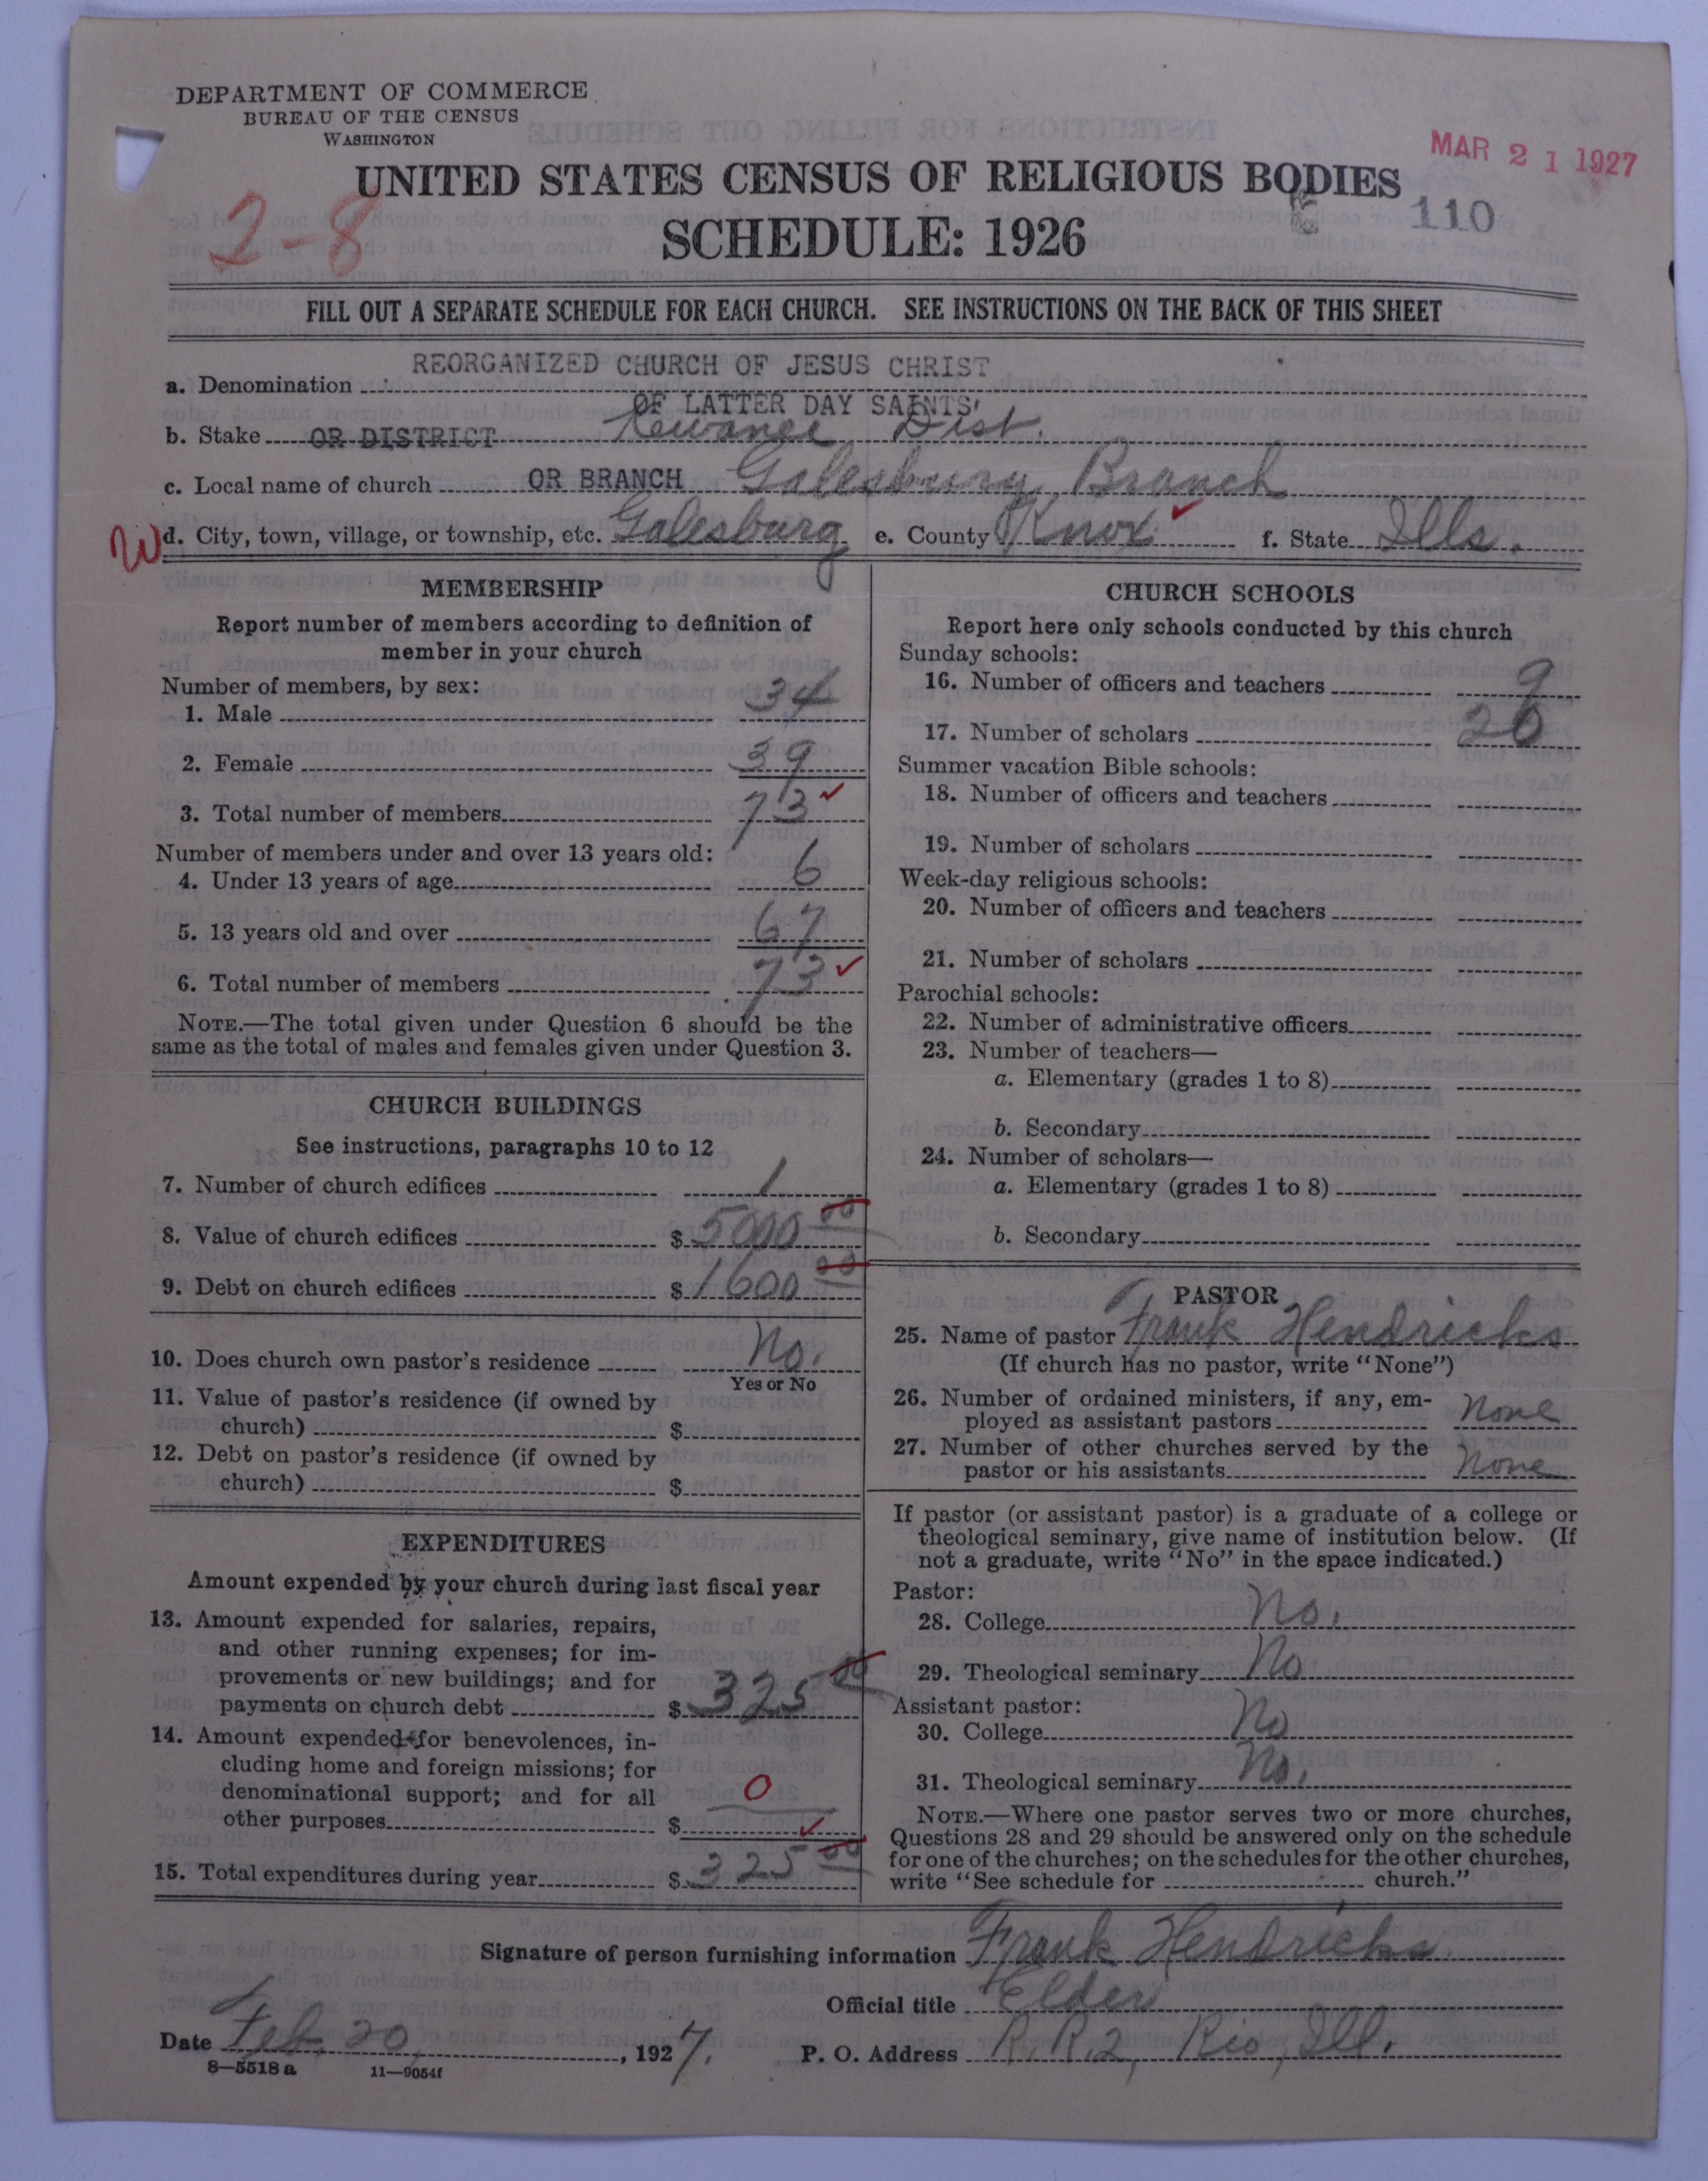 DEPARTMENT OF COMMERCE
BUREAU OF THE CENSUS
WASHINGTON
MAR 21 1927
UNITED STATES CENSUS OF RELIGIOUS BODIES
110
2-8
SCHEDULE: 1926
FILL OUT A SEPARATE SCHEDULE FOR EACH CHURCH. SEE INSTRUCTIONS ON THE BACK OF THIS SHEET
REORGANIZED CHURCH OF JESUS CHRIST
a. Denomination
OF LATTER DAY SAINTS
b. Stake OR DISTRICT Kewanee Dist.
c. Local name of church OR BRANCH Galesburg Branch
W d. City, town, village, or township, etc. Galesburg e. County Knox f. State Ills.
MEMBERSHIP
Report number of members according to definition of
member in your church
Number of members, by sex:
1. Male 34
2. Female 39
3. Total number of members 73
Number of members under and over 13 years old:
4. Under 13 years of age 6
5. 13 years old and over 67
6. Total number of members 73
NOTE.—The total given under Question 6 should be the
same as the total of males and females given under Question 3.
CHURCH BUILDINGS
See instructions, paragraphs 10 to 12
7. Number of church edifices 1
8. Value of church edifices $ 5000 00
9. Debt on church edifices $ 1600 00
10. Does church own pastor's residence No.
Yes or No
11. Value of pastor's residence (if owned by
church) $
12. Debt on pastor's residence (if owned by
church) $
EXPENDITURES
Amount expended by your church during last fiscal year
13. Amount expended for salaries, repairs,
and other running expenses; for im-
provements or new buildings; and for
payments on church debt $ 325 00
14. Amount expended for benevolences, in-
cluding home and foreign missions; for
denominational support; and for all 0
other purposes $
15. Total expenditures during year $ 325 00
CHURCH SCHOOLS
Report here only schools conducted by this church
Sunday schools:
16. Number of officers and teachers 9
17. Number of scholars 20
Summer vacation Bible schools:
18. Number of officers and teachers
19. Number of scholars
Week-day religious schools:
20. Number of officers and teachers
21. Number of scholars
Parochial schools:
22. Number of administrative officers
23. Number of teachers—
a. Elementary (grades 1 to 8)
b. Secondary
24. Number of scholars—
a. Elementary (grades 1 to 8)
b. Secondary
PASTOR
25. Name of pastor Frank Hendricks
(If church has no pastor, write "None")
26. Number of ordained ministers, if any, em-
ployed as assistant pastors None
27. Number of other churches served by the
pastor or his assistants None
If pastor (or assistant pastor) is a graduate of a college or
theological seminary, give name of institution below. (If
not a graduate, write "No" in the space indicated.)
Pastor:
28. College No.
29. Theological seminary No
Assistant pastor:
30. College No
31. Theological seminary No.
NOTE.—Where one pastor serves two or more churches,
Questions 28 and 29 should be answered only on the schedule
for one of the churches; on the schedules for the other churches,
write "See schedule for church."
Signature of person furnishing information Frank Hendricks
Official title Elder
Date Feb. 20, 1927. P. O. Address R.R.2, Rio, Ill.
8—5518a 11—9054f